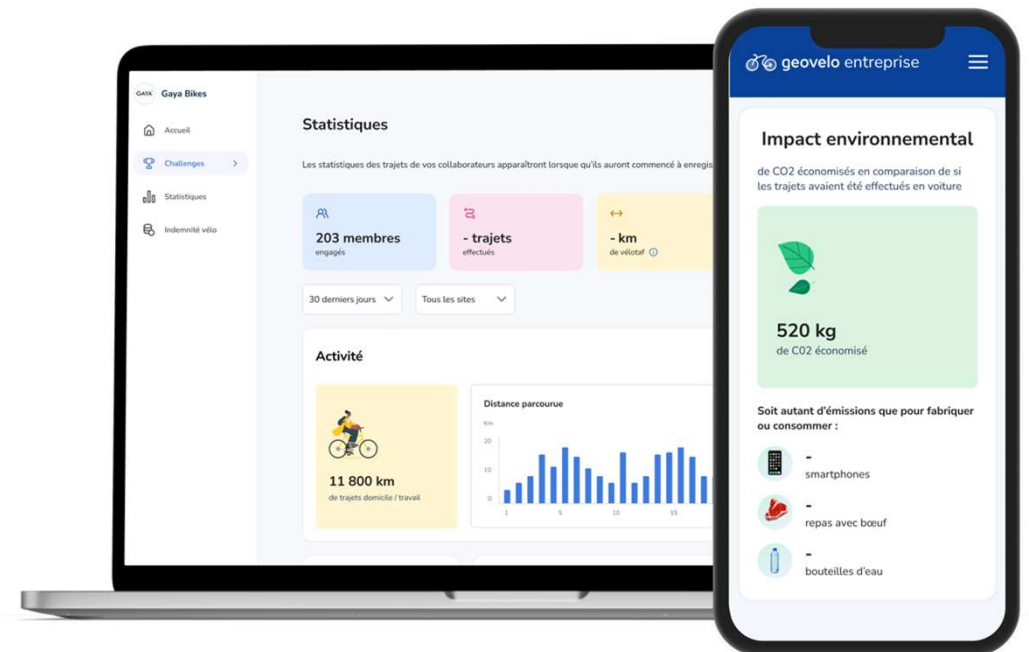 GAYA
Gaya Bikes
Accueil
Challenges
Statistiques
Indemnité vélo
Statistiques
Les statistiques des trajets de vos collaborateurs apparaîtront lorsque qu'ils auront commencé à enregis
203 membres
engagés
- trajets
effectués
- km
de vélotaf
30 derniers jours
Tous les sites
Activité
11 800 km
de trajets domicile / travail
Distance parcourue
Km
20
10
0
1 5 10 15
geovelo entreprise
Impact environnemental
de CO2 économisés en comparaison de si
les trajets avaient été effectués en voiture
520 kg
de C02 économisé
Soit autant d'émissions que pour fabriquer
ou consommer :
-
smartphones
-
repas avec bœuf
-
bouteilles d'eau